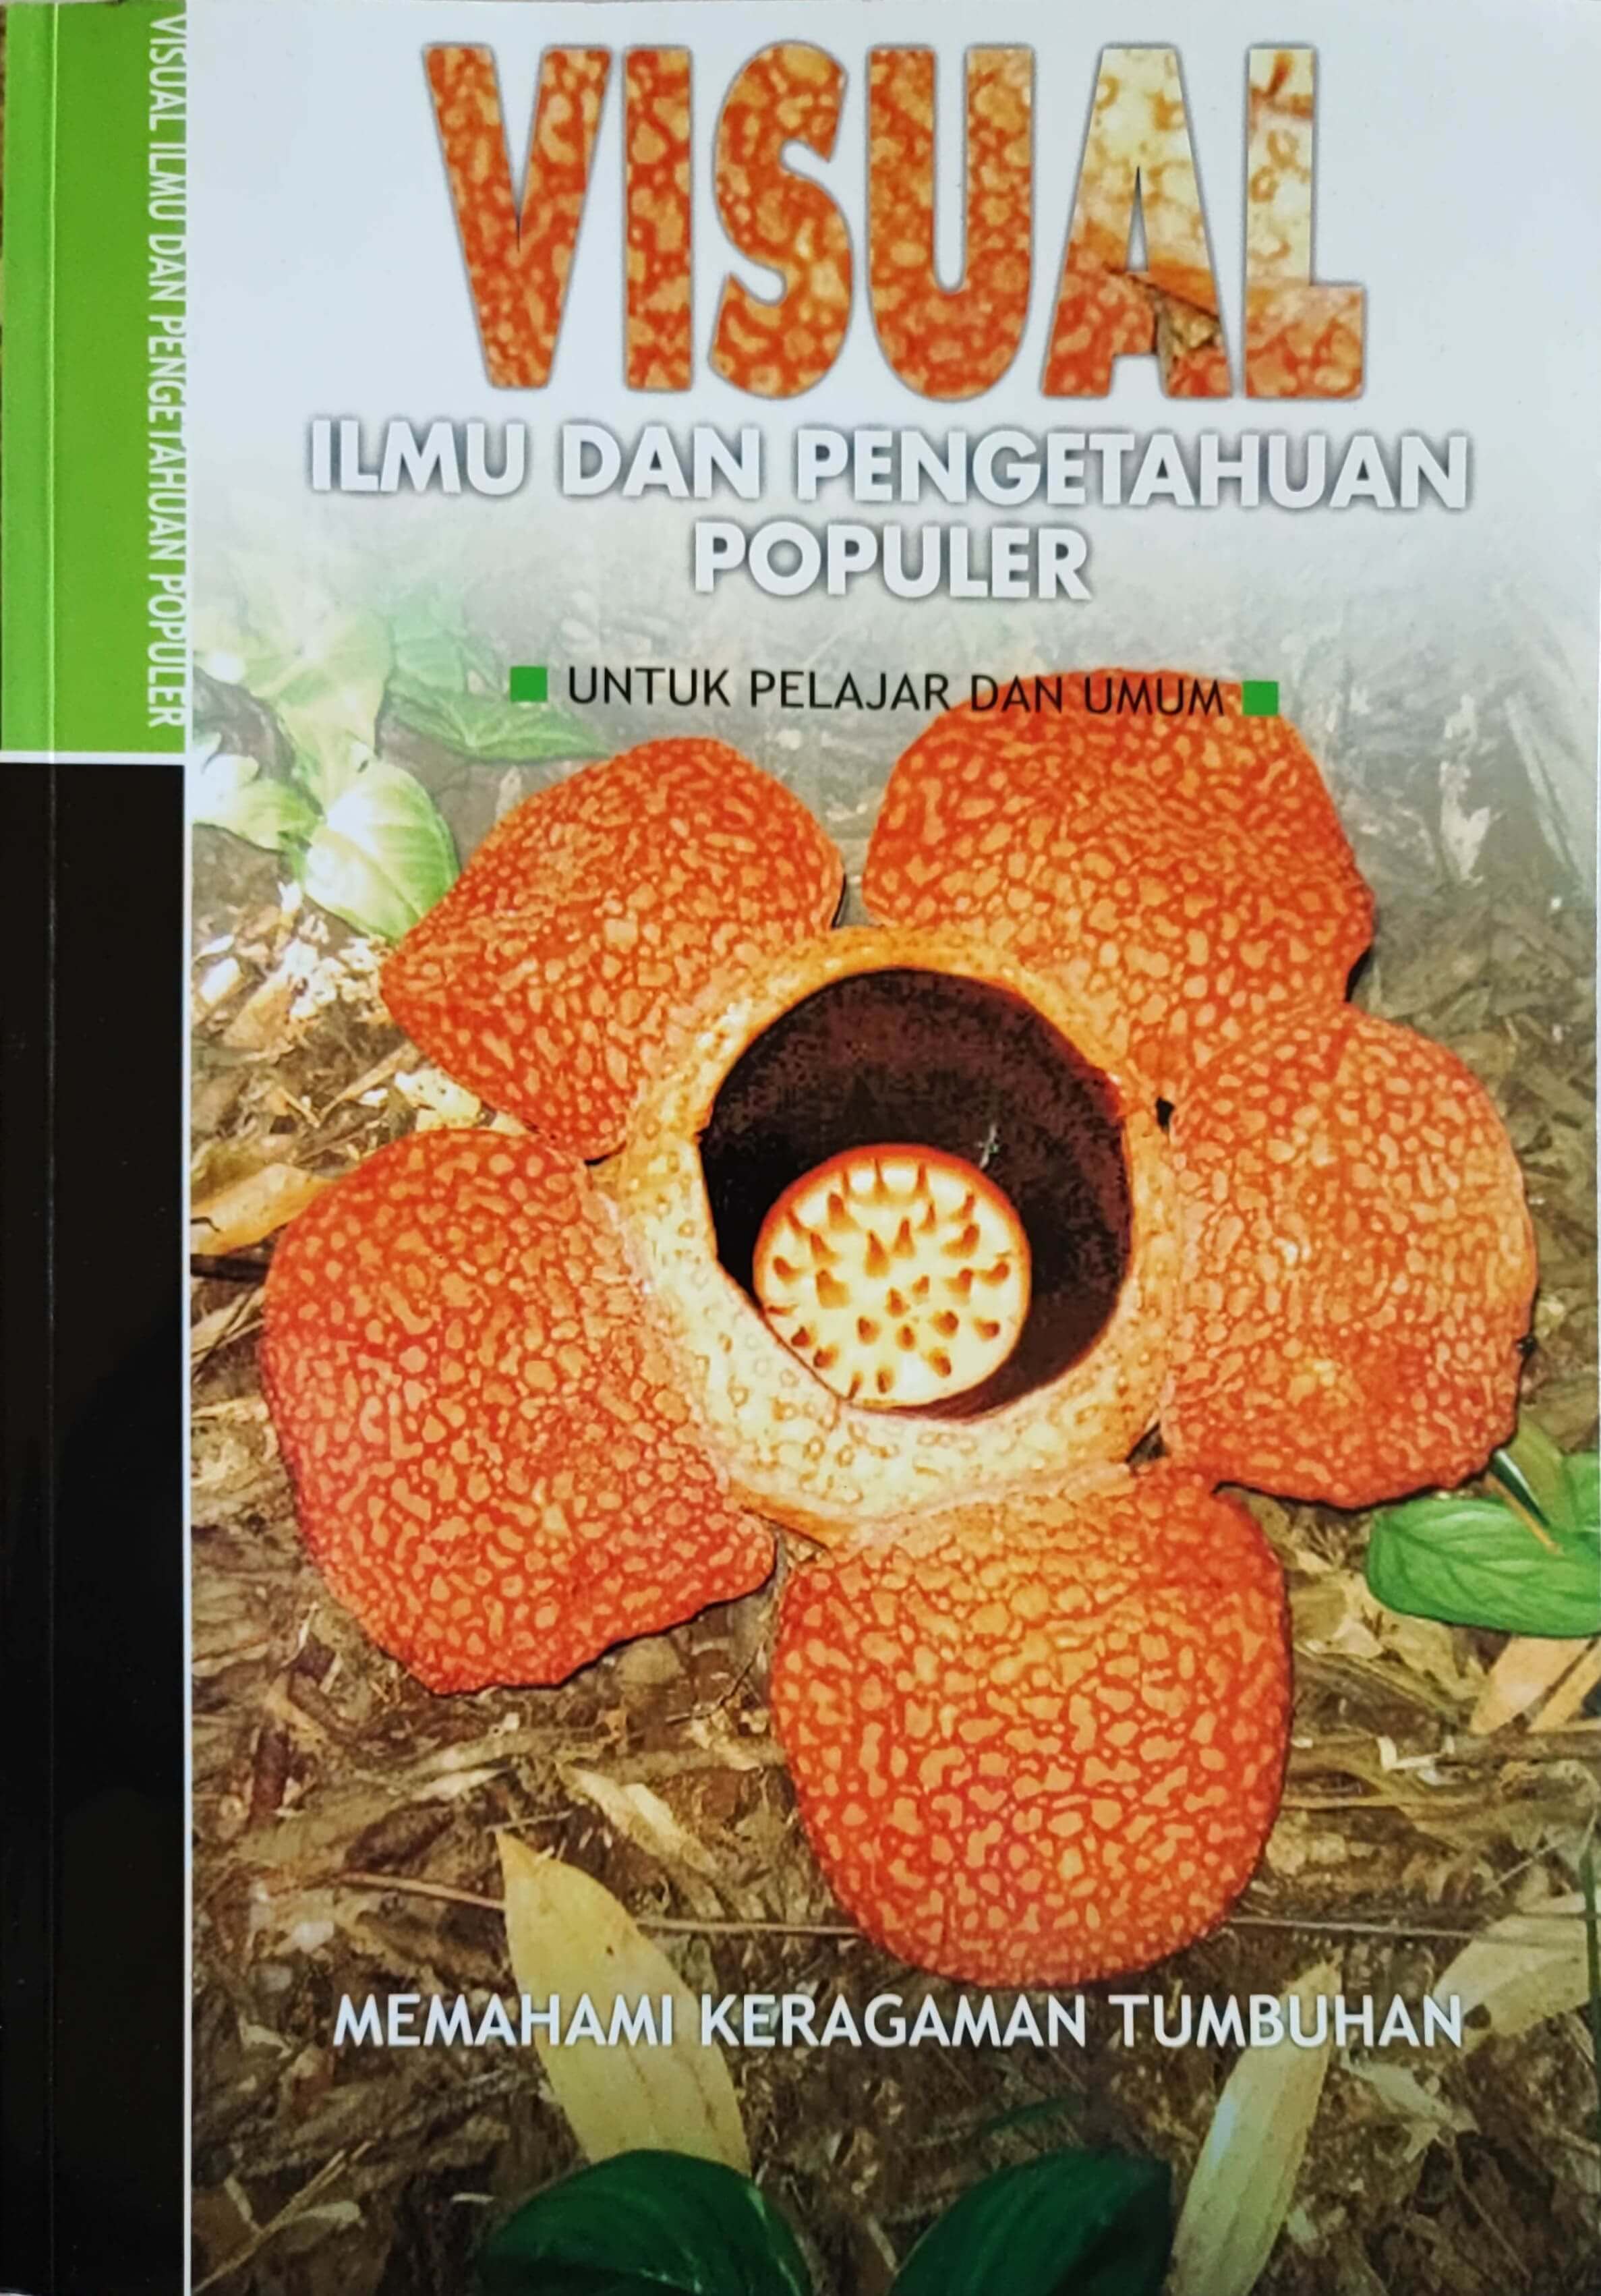 VISUAL ILMU DAN PENGETAHUAN POPULER
VISUAL
ILMU DAN PENGETAHUAN
POPULER
UNTUK PELAJAR DAN UMUM
MEMAHAMI KERAGAMAN TUMBUHAN